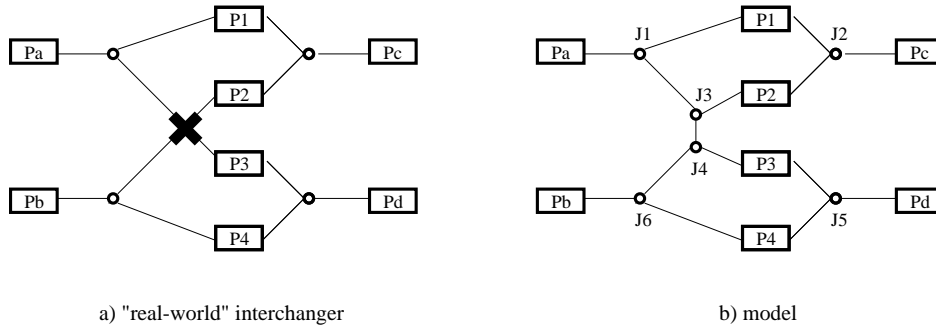 Pa
P1
P2
Pc
Pb
P3
P4
Pd
a) "real-world" interchanger
Pa
J1
P1
J2
Pc
J3
P2
J4
P3
Pb
J6
P4
J5
Pd
b) model